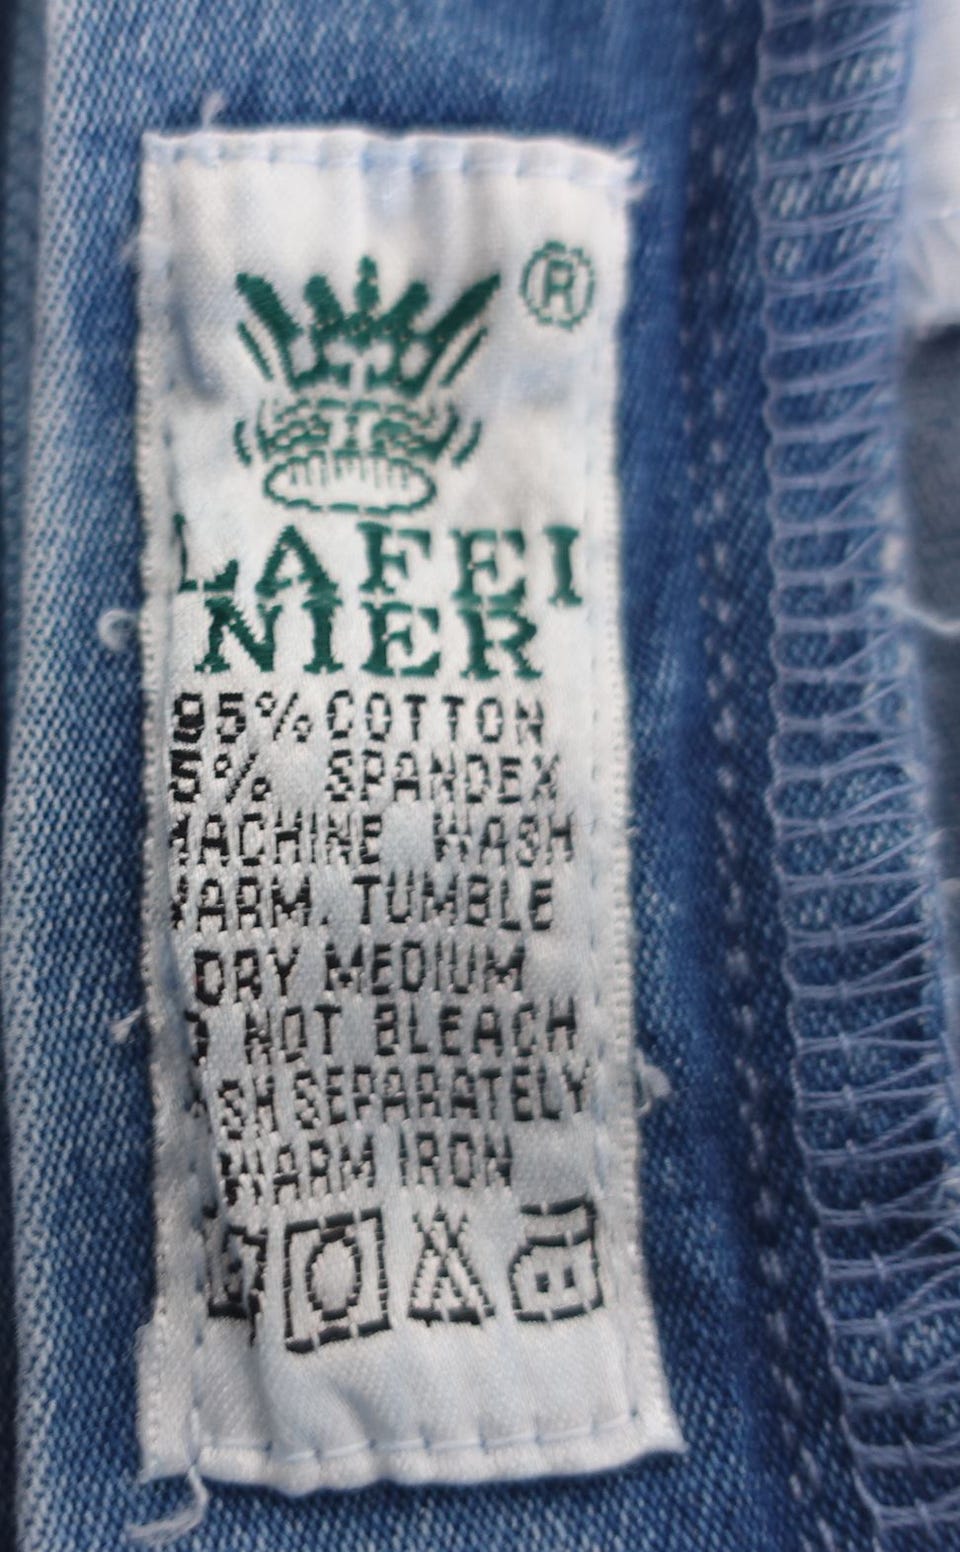 ®
LAFEI
NIER
95% COTTON
5% SPANDEX
MACHINE WASH
WARM. TUMBLE
DRY MEDIUM
NOT BLEACH
SEPARATELY
WARM IRON